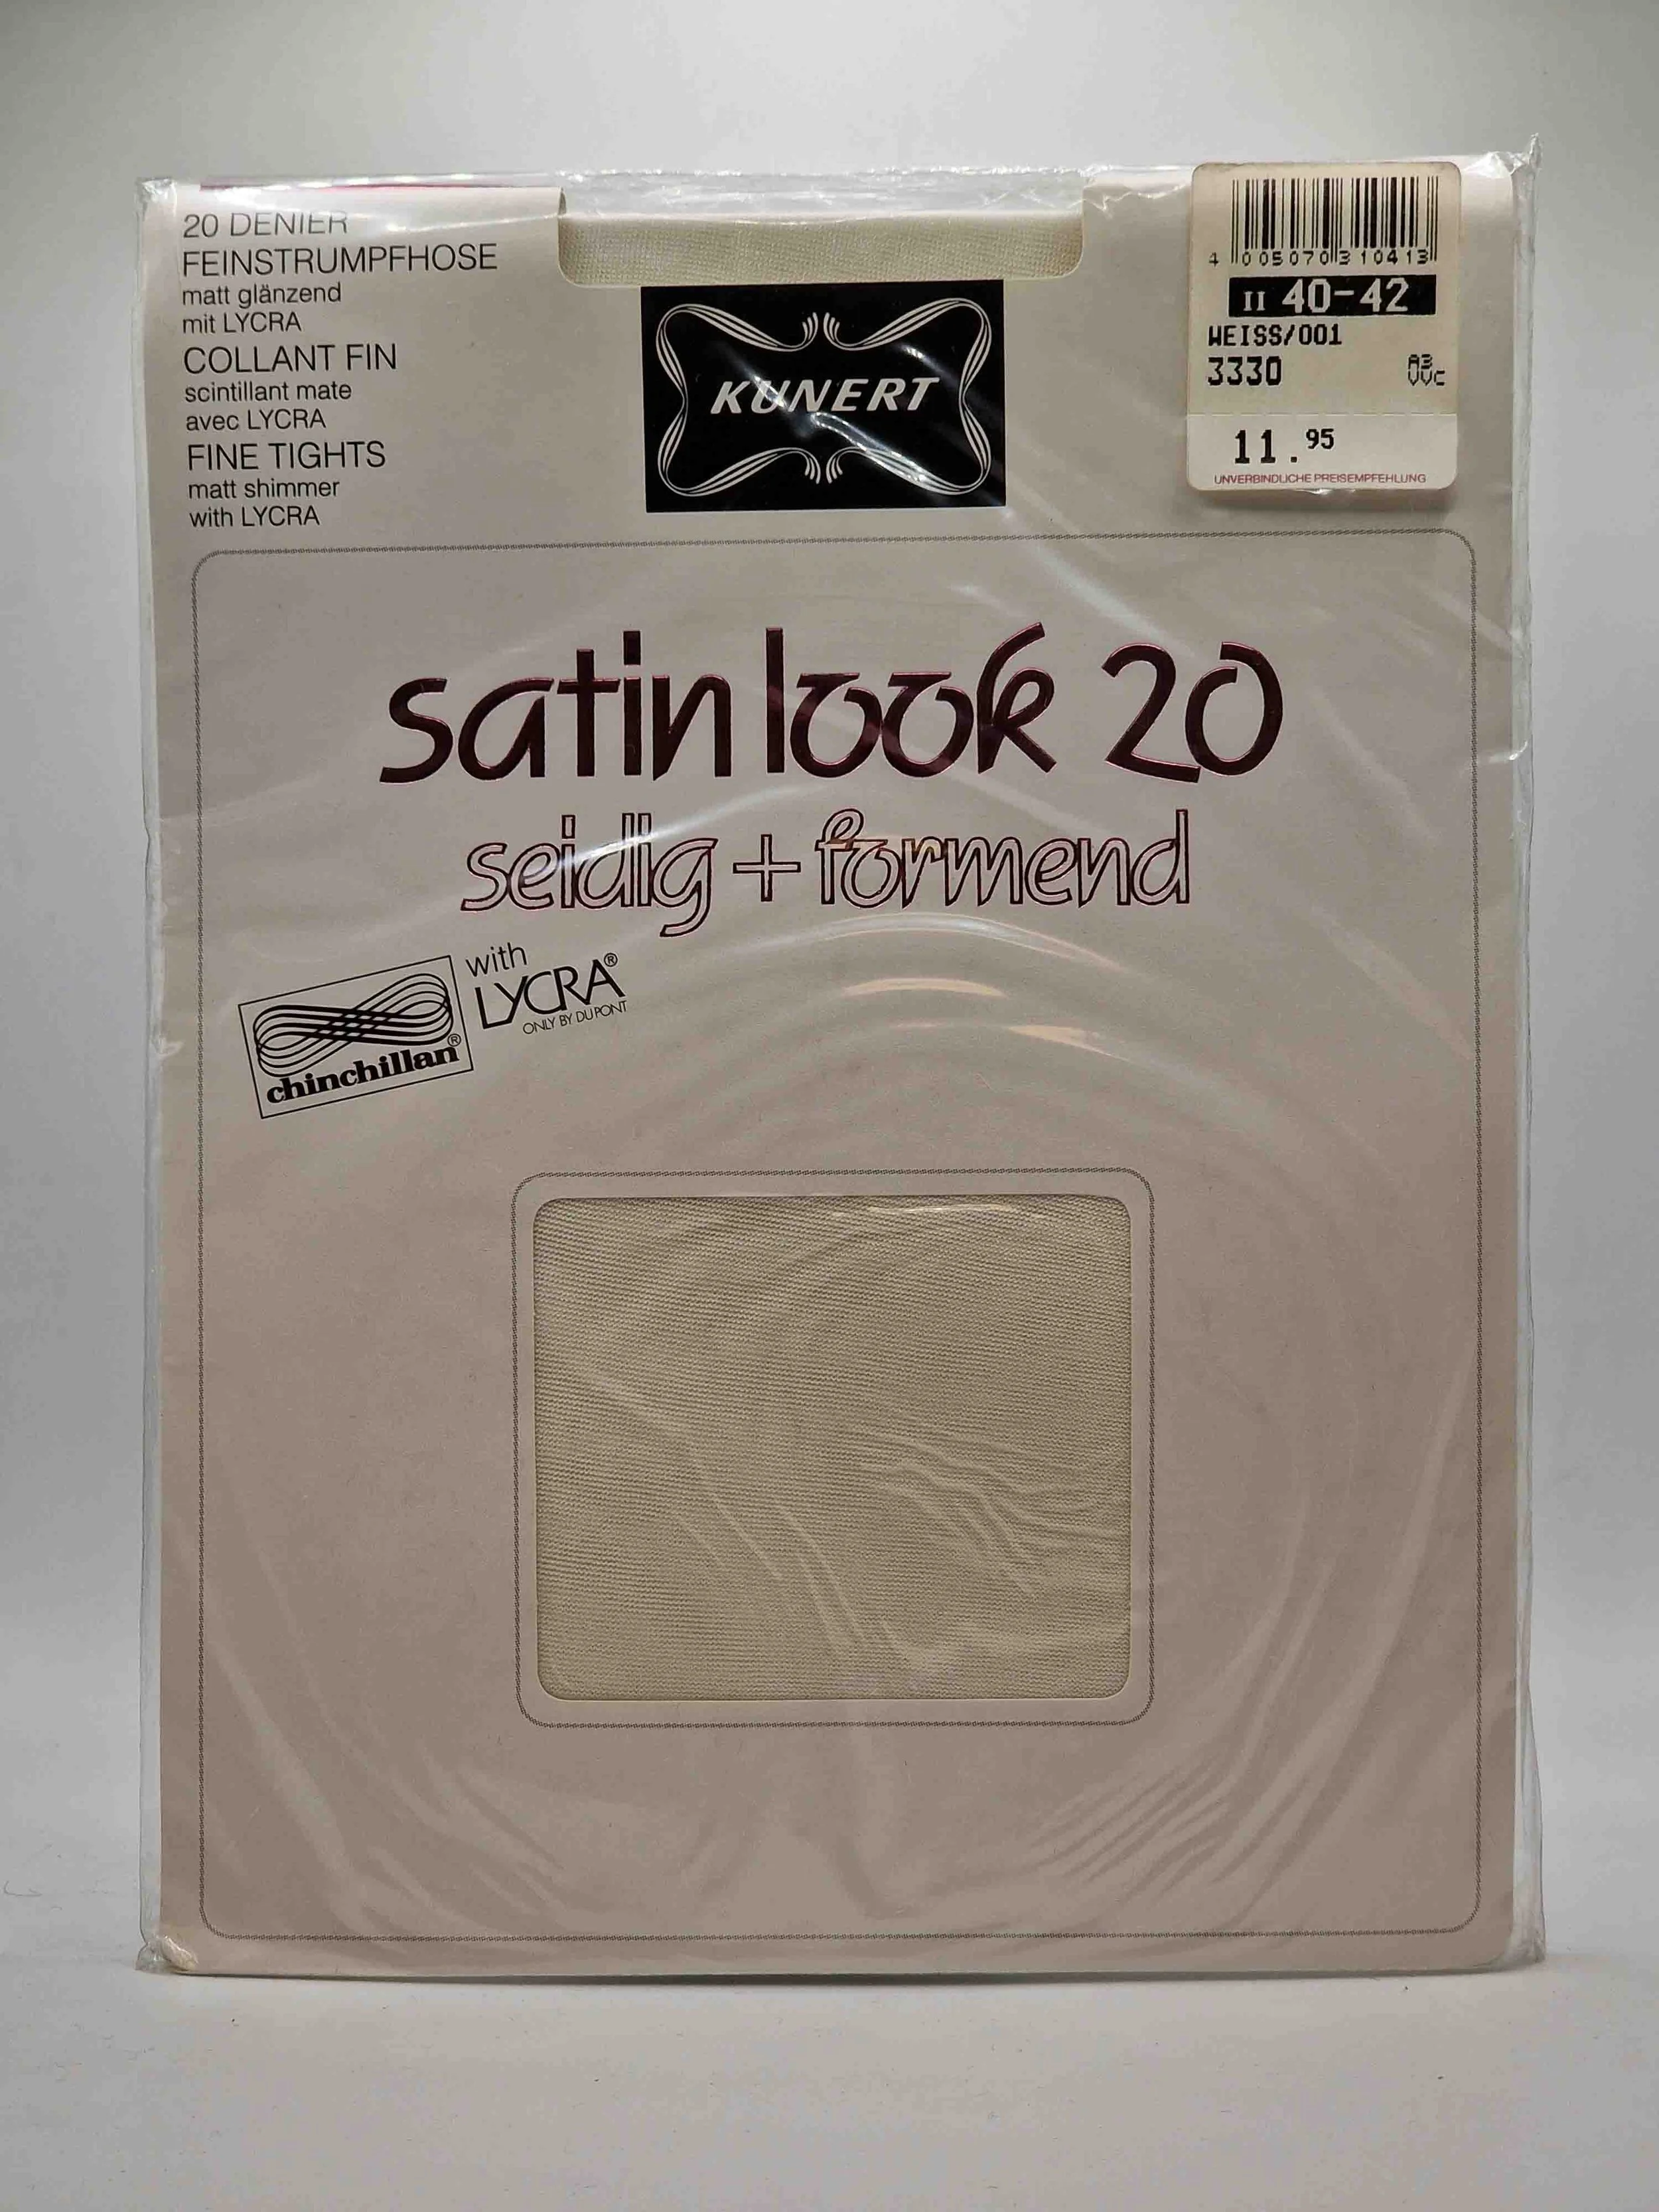 20 DENIER
FEINSTRUMPFHOSE
matt glänzend
mit LYCRA
COLLANT FIN
scintillant mate
avec LYCRA
FINE TIGHTS
matt shimmer
with LYCRA
KUNERT
4 005070 310413
II 40-42
WEISS/001
3330
11.95
UNVERBINDLICHE PREISEMPFEHLUNG
satin look 20
seidig + formend
chinchillan®
with
LYCRA®
ONLY BY DU PONT